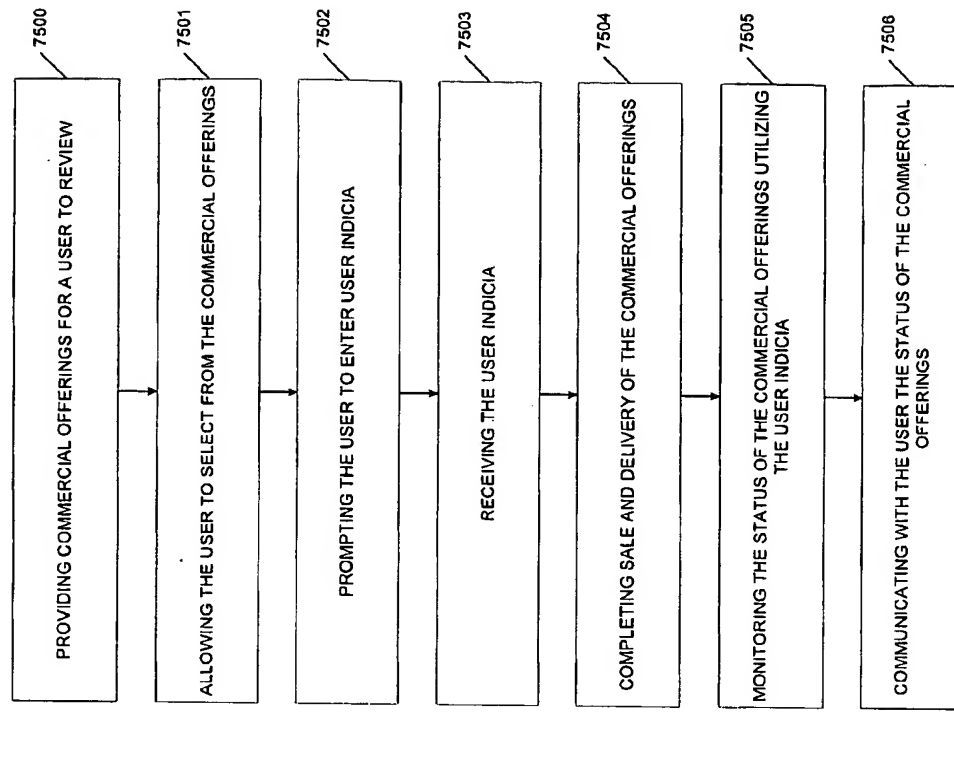 7500
PROVIDING COMMERCIAL OFFERINGS FOR A USER TO REVIEW
7501
ALLOWING THE USER TO SELECT FROM THE COMMERCIAL OFFERINGS
7502
PROMPTING THE USER TO ENTER USER INDICIA
7503
RECEIVING THE USER INDICIA
7504
COMPLETING SALE AND DELIVERY OF THE COMMERCIAL OFFERINGS
7505
MONITORING THE STATUS OF THE COMMERCIAL OFFERINGS UTILIZING
THE USER INDICIA
7506
COMMUNICATING WITH THE USER THE STATUS OF THE COMMERCIAL
OFFERINGS